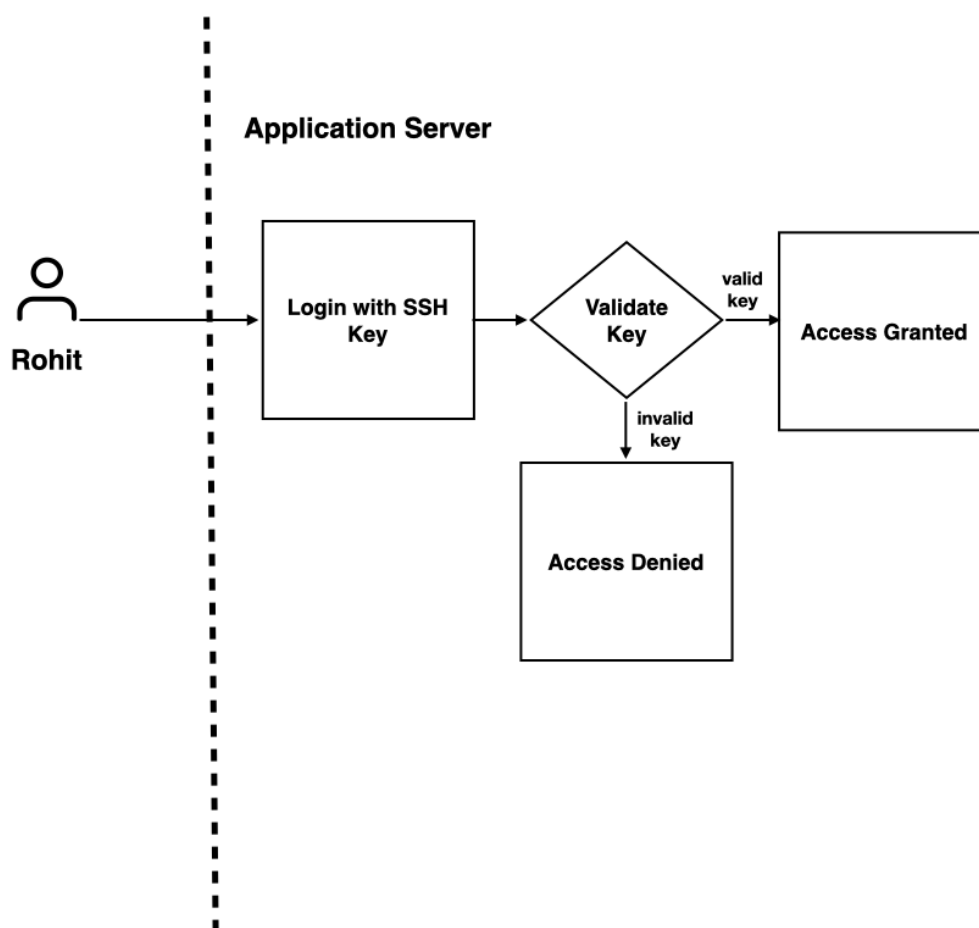 Application Server
Rohit
Login with SSH
Key
Validate
Key
valid
key
Access Granted
invalid
key
Access Denied